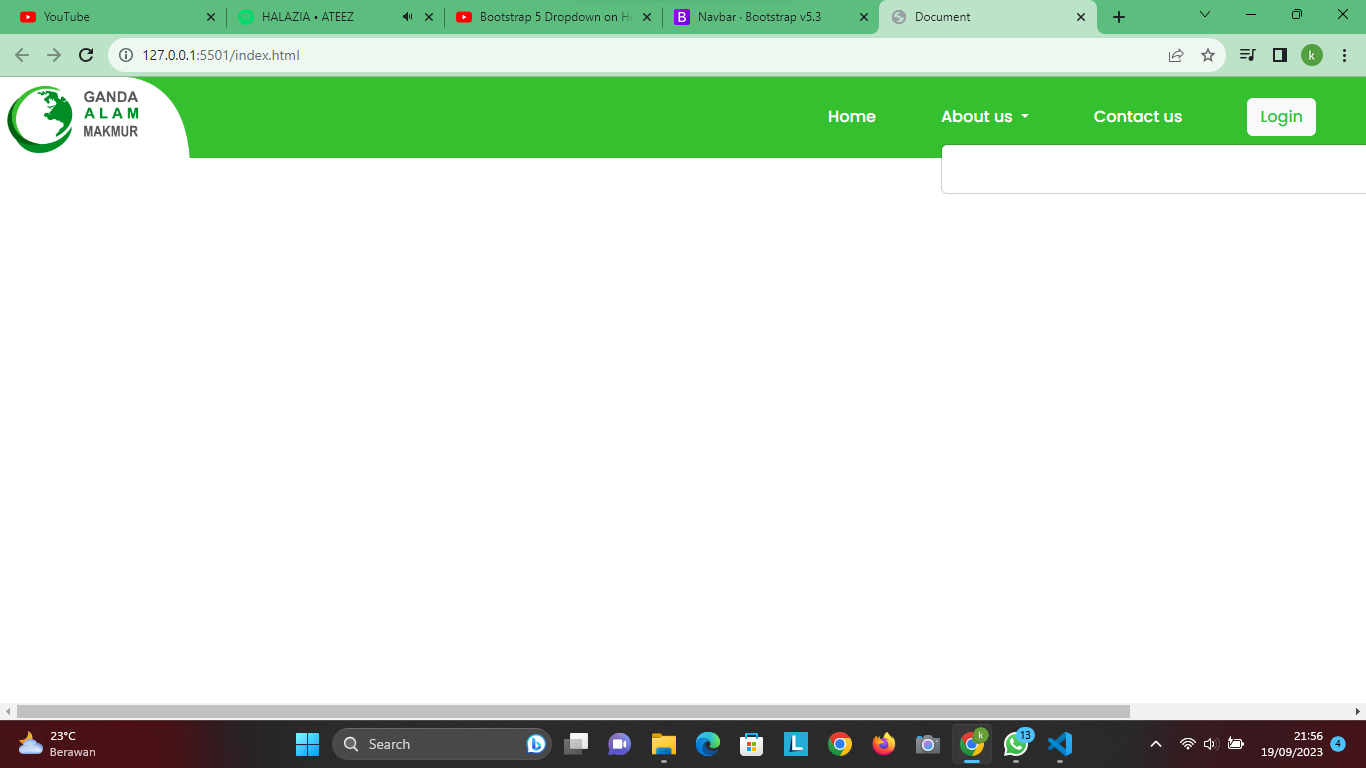 YouTube
HALAZIA • ATEEZ
Bootstrap 5 Dropdown on Ho
Navbar · Bootstrap v5.3
Document
127.0.0.1:5501/index.html
k
GANDA
ALAM
MAKMUR
Home
About us
Contact us
Login
23°C
Berawan
Search
L
k
13
21:56
19/09/2023
4